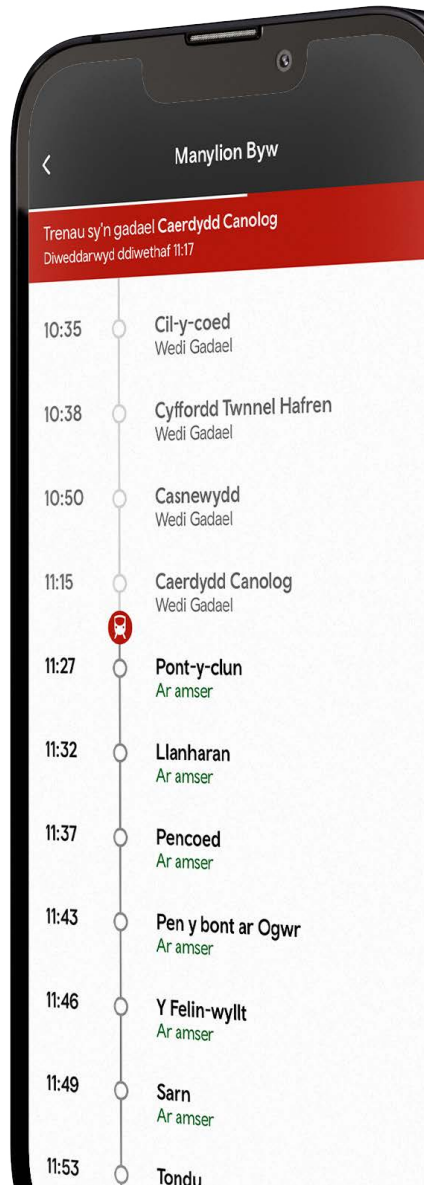 Manylion Byw
Trenau sy'n gadael Caerdydd Canolog
Diweddarwyd ddiwethaf 11:17
10:35 Cil-y-coed
Wedi Gadael
10:38 Cyffordd Twnnel Hafren
Wedi Gadael
10:50 Casnewydd
Wedi Gadael
11:15 Caerdydd Canolog
Wedi Gadael
11:27 Pont-y-clun
Ar amser
11:32 Llanharan
Ar amser
11:37 Pencoed
Ar amser
11:43 Pen y bont ar Ogwr
Ar amser
11:46 Y Felin-wyllt
Ar amser
11:49 Sarn
Ar amser
11:53 Tondu